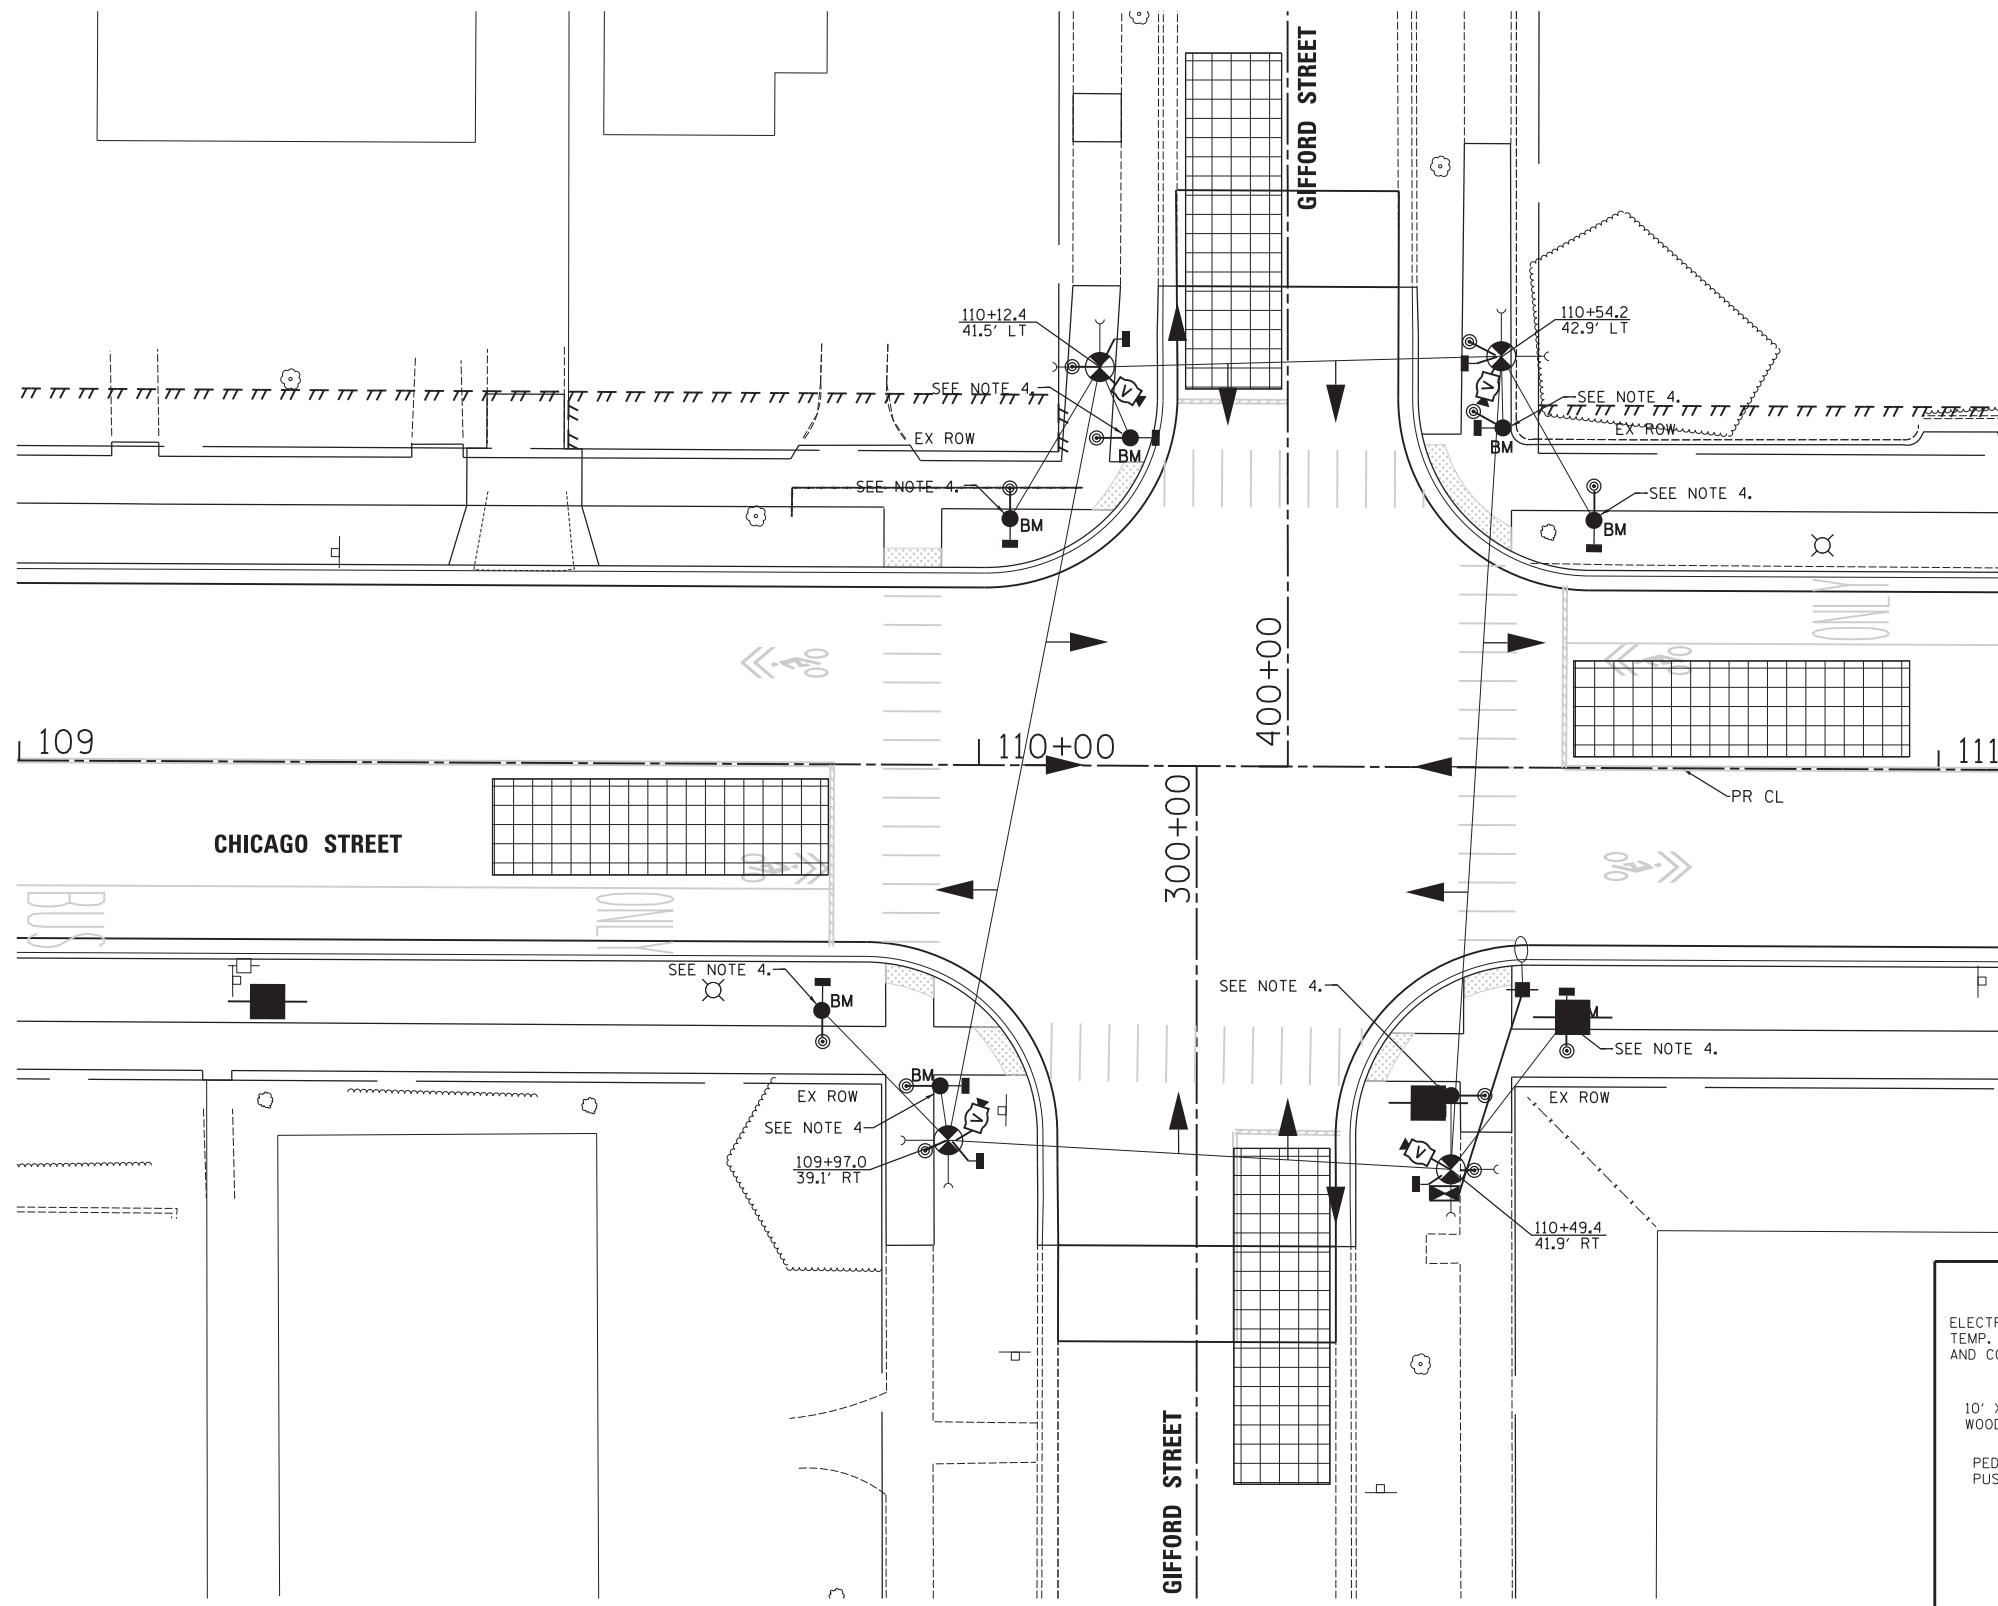 GIFFORD STREET
110+12.4
41.5' LT
110+54.2
42.9' LT
SEE NOTE 4.
SEE NOTE 4.
V
V
EX ROW
BM
EX ROW
BM
SEE NOTE 4.
BM
SEE NOTE 4.
BM
ONLY
400+00
109
110+00
111
PR CL
300+00
CHICAGO STREET
BUS
ONLY
SEE NOTE 4.
BM
SEE NOTE 4.
SEE NOTE 4.
BM
EX ROW
EX ROW
V
SEE NOTE 4
V
109+97.0
39.1' RT
110+49.4
41.9' RT
TEMP.
10' X
GIFFORD STREET